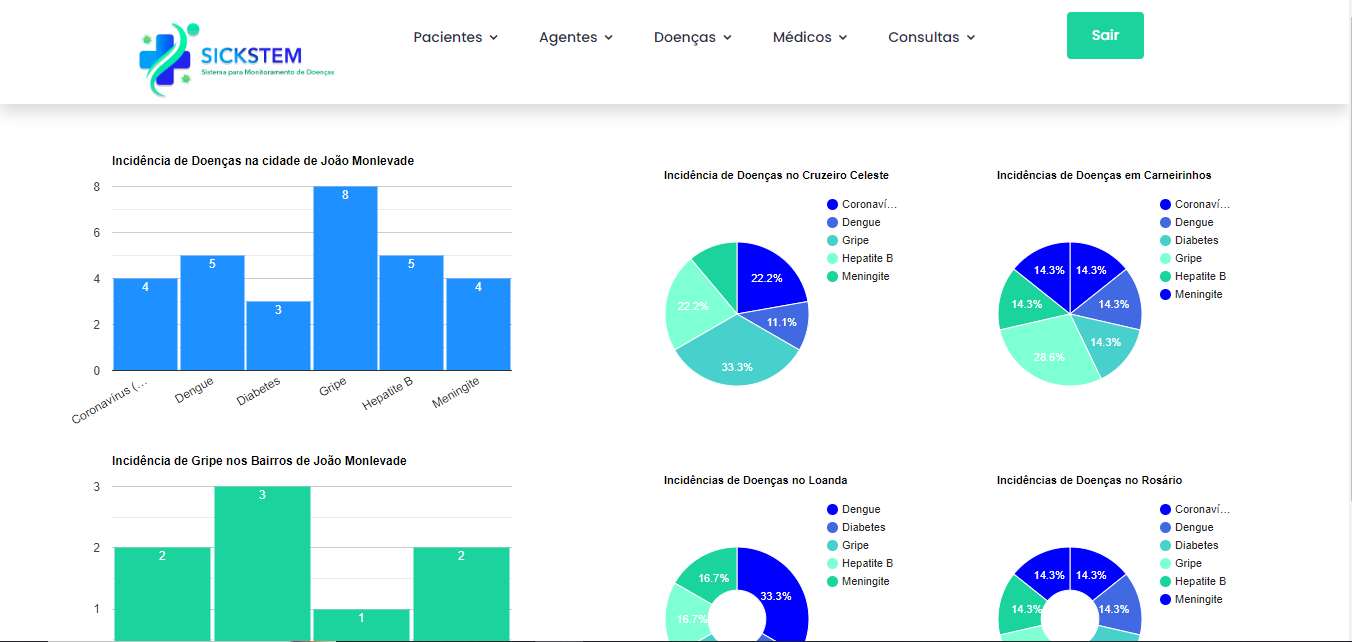 SICKSTEM
Sistema para Monitoramento de Doenças
Pacientes
Agentes
Doenças
Médicos
Consultas
Sair
Incidência de Doenças na cidade de João Monlevade
8
6
4
2
0
4
5
3
8
5
4
Coronavírus (...
Dengue
Diabetes
Gripe
Hepatite B
Meningite
Incidência de Doenças no Cruzeiro Celeste
Coronaví...
Dengue
Gripe
Hepatite B
Meningite
22.2%
11.1%
33.3%
22.2%
Incidências de Doenças em Carneirinhos
Coronaví...
Dengue
Diabetes
Gripe
Hepatite B
Meningite
14.3%
14.3%
14.3%
28.6%
14.3%
14.3%
Incidência de Gripe nos Bairros de João Monlevade
3
2
1
2
3
1
2
Incidências de Doenças no Loanda
Dengue
Diabetes
Gripe
Hepatite B
Meningite
33.3%
16.7%
16.7%
Incidências de Doenças no Rosário
Coronaví...
Dengue
Diabetes
Gripe
Hepatite B
Meningite
14.3%
14.3%
14.3%
14.3%